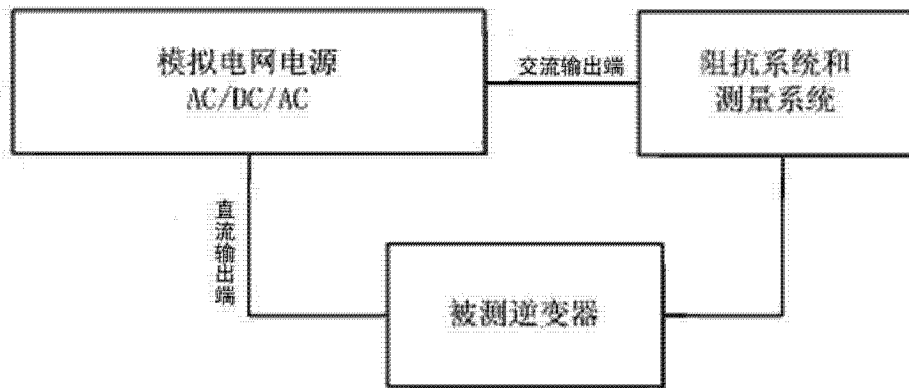 模拟电网电源
AC/DC/AC
交流输出端
阻抗系统和
测量系统
直流输出端
被测逆变器